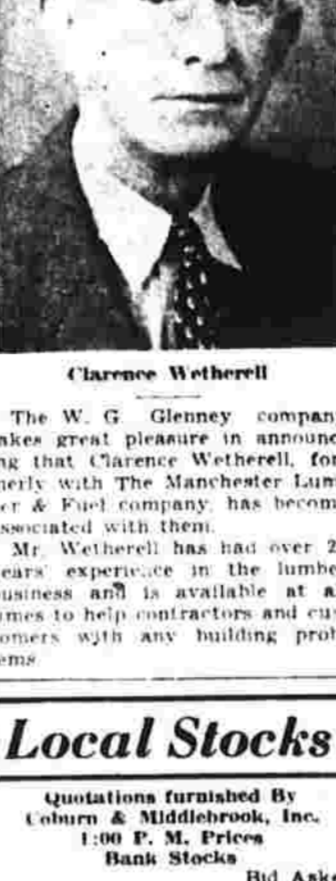 Clarence Wetherell
The W. G. Glenney company
akes great pleasure in announc
ng that Clarence Wetherell, for
nerly with The Manchester Lum
er & Fuel company, has becom
ssociated with them.
Mr. Wetherell has had over 2
ears' experience in the lumbe
usiness and is available at a
imes to help contractors and cus
omers with any building prob
ems
Local Stocks
Quotations furnished By
Coburn & Middlebrook, Inc.
1:00 P. M. Prices
Bank Stocks
Bid Aske